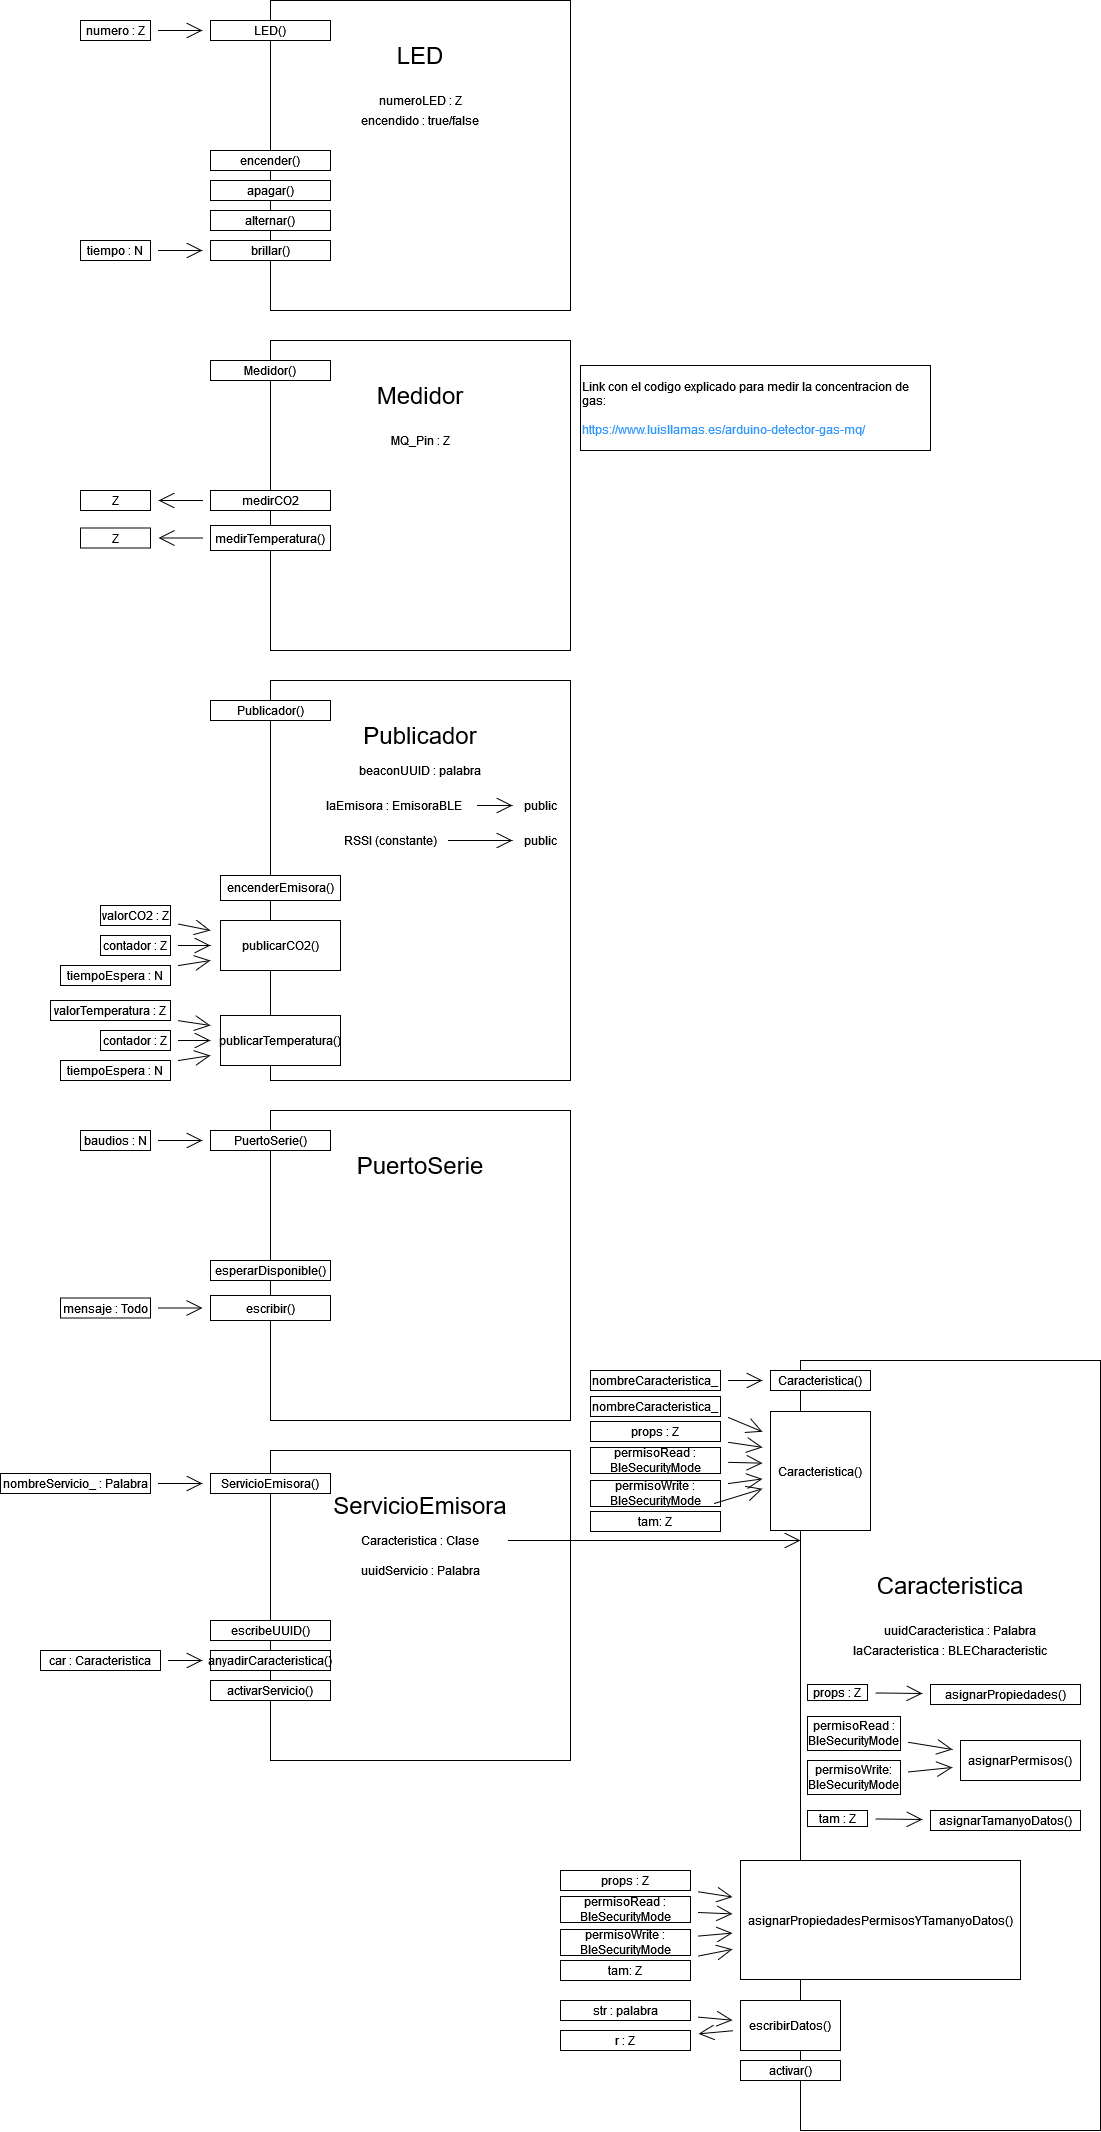 numero : Z
LED()
LED
numeroLED : Z
encendido : true/false
encender()
apagar()
alternar()
tiempo : N
brillar()
Medidor()
Medidor
MQ_Pin : Z
Link con el codigo explicado para medir la concentracion de
gas:
https://www.luisllamas.es/arduino-detector-gas-mq/
Z
medirCO2
Z
medirTemperatura()
Publicador()
Publicador
beaconUUID : palabra
laEmisora : EmisoraBLE
public
RSSI (constante)
public
encenderEmisora()
valorCO2 : Z
contador : Z
tiempoEspera : N
publicarCO2()
valorTemperatura : Z
contador : Z
tiempoEspera : N
publicarTemperatura()
baudios : N
PuertoSerie()
PuertoSerie
esperarDisponible()
mensaje : Todo
escribir()
nombreServicio_ : Palabra
ServicioEmisora()
ServicioEmisora
Caracteristica : Clase
uuidServicio : Palabra
escribeUUID()
car : Caracteristica
anyadirCaracteristica()
activarServicio()
nombreCaracteristica_
Caracteristica()
nombreCaracteristica_
props : Z
permisoRead :
BleSecurityMode
permisoWrite :
BleSecurityMode
tam: Z
Caracteristica()
Caracteristica
uuidCaracteristica : Palabra
laCaracteristica : BLECharacteristic
props : Z
asignarPropiedades()
permisoRead :
BleSecurityMode
permisoWrite:
BleSecurityMode
asignarPermisos()
tam : Z
asignarTamanyoDatos()
props : Z
permisoRead :
BleSecurityMode
permisoWrite :
BleSecurityMode
tam: Z
asignarPropiedadesPermisosYTamanyoDatos()
str : palabra
r : Z
escribirDatos()
activar()